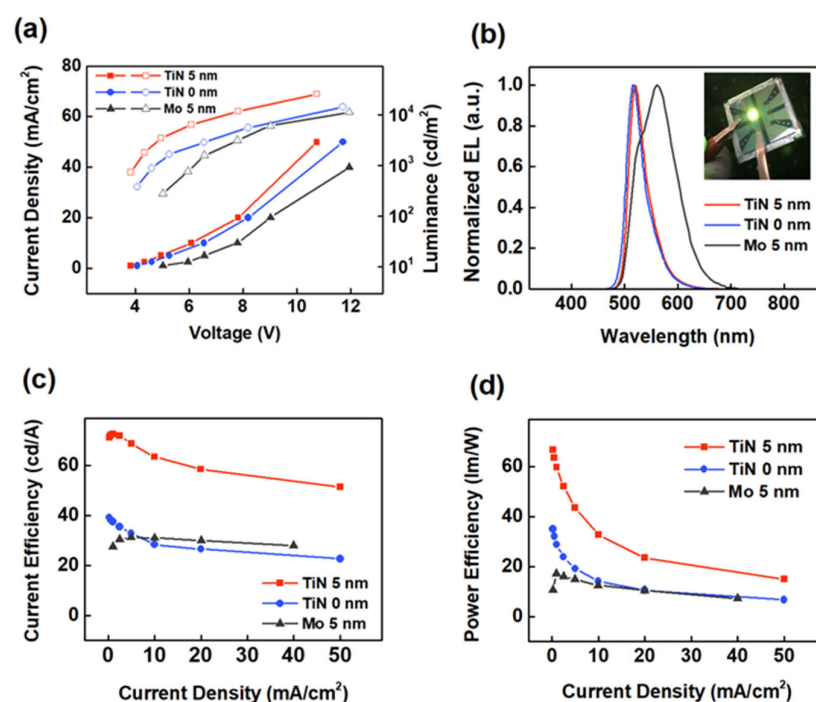 (a)
80
60
40
20
0
Current Density (mA/cm²)
TiN 5 nm
TiN 0 nm
Mo 5 nm
10⁴
10³
10²
10¹
Luminance (cd/m²)
4 6 8 10 12
Voltage (V)
(b)
1.0
0.8
0.6
0.4
0.2
0.0
Normalized EL (a.u.)
TiN 5 nm
TiN 0 nm
Mo 5 nm
400 500 600 700 800
Wavelength (nm)
(c)
60
40
20
0
Current Efficiency (cd/A)
TiN 5 nm
TiN 0 nm
Mo 5 nm
0 10 20 30 40 50
Current Density (mA/cm²)
(d)
60
40
20
0
Power Efficiency (lm/W)
TiN 5 nm
TiN 0 nm
Mo 5 nm
0 10 20 30 40 50
Current Density (mA/cm²)